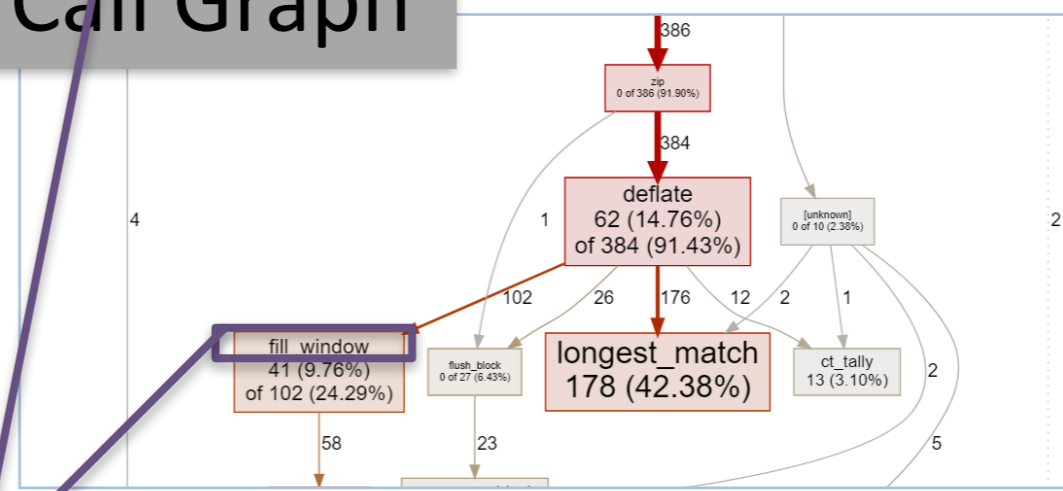 Call Graph
386
zip
0 of 386 (91.90%)
384
deflate
62 (14.76%)
of 384 (91.43%)
[unknown]
0 of 10 (2.38%)
4
1
2
102
26
176
12
2
1
fill_window
41 (9.76%)
of 102 (24.29%)
flush_block
0 of 27 (6.43%)
longest_match
178 (42.38%)
ct_tally
13 (3.10%)
2
58
23
5